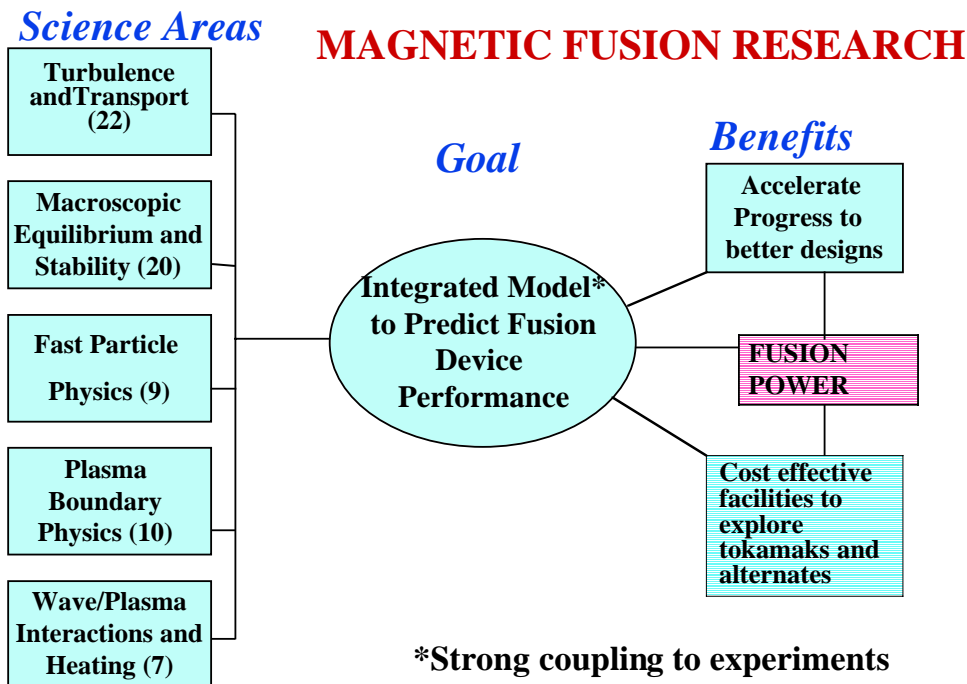 Science Areas
MAGNETIC FUSION RESEARCH
Turbulence
andTransport
(22)
Macroscopic
Equilibrium and
Stability (20)
Fast Particle
Physics (9)
Plasma
Boundary
Physics (10)
Wave/Plasma
Interactions and
Heating (7)
Goal
Integrated Model*
to Predict Fusion
Device
Performance
Benefits
Accelerate
Progress to
better designs
FUSION
POWER
Cost effective
facilities to
explore
tokamaks and
alternates
*Strong coupling to experiments